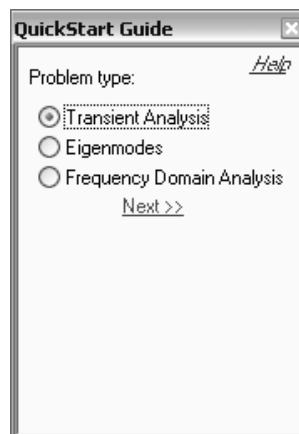 QuickStart Guide
Help
Problem type:
Transient Analysis
Eigenmodes
Frequency Domain Analysis
Next >>